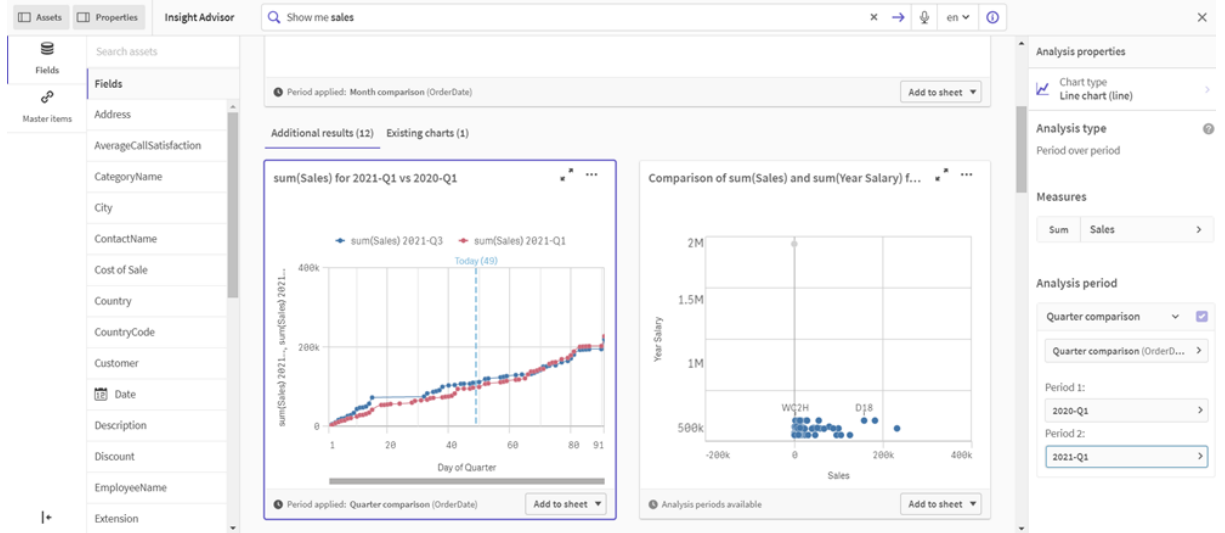 Assets Properties Insight Advisor Show me sales en
Fields
Master items
Search assets
Fields
Address
AverageCallSatisfaction
CategoryName
City
ContactName
Cost of Sale
Country
CountryCode
Customer
Date
Description
Discount
EmployeeName
Extension
Period applied: Month comparison (OrderDate) Add to sheet
Additional results (12) Existing charts (1)
sum(Sales) for 2021-Q1 vs 2020-Q1
sum(Sales) 2021-Q3 sum(Sales) 2021-Q1
Today (49)
sum(Sales) 2021..., sum(Sales) 2021...
400k
200k
0
1 20 40 60 80 91
Day of Quarter
Period applied: Quarter comparison (OrderDate) Add to sheet
Comparison of sum(Sales) and sum(Year Salary) f...
Year Salary
2M
1.5M
1M
500k
WC2H D18
-200k 0 200k 400k
Sales
Analysis periods available Add to sheet
Analysis properties
Chart type
Line chart (line)
Analysis type
Period over period
Measures
Sum Sales
Analysis period
Quarter comparison
Quarter comparison (OrderD...
Period 1:
2020-Q1
Period 2:
2021-Q1